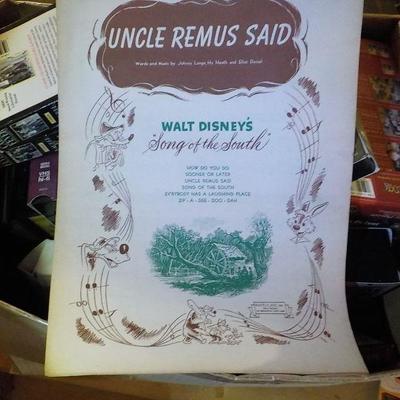 UNCLE REMUS SAID
Words and Music by Johnny Lange, Hy Heath and Eliot Daniel
WALT DISNEY'S
"Song of the South"
HOW DO YOU DO
SOONER OR LATER
UNCLE REMUS SAID
SONG OF THE SOUTH
EV'RYBODY HAS A LAUGHING PLACE
ZIP - A - DEE - DOO - DAH